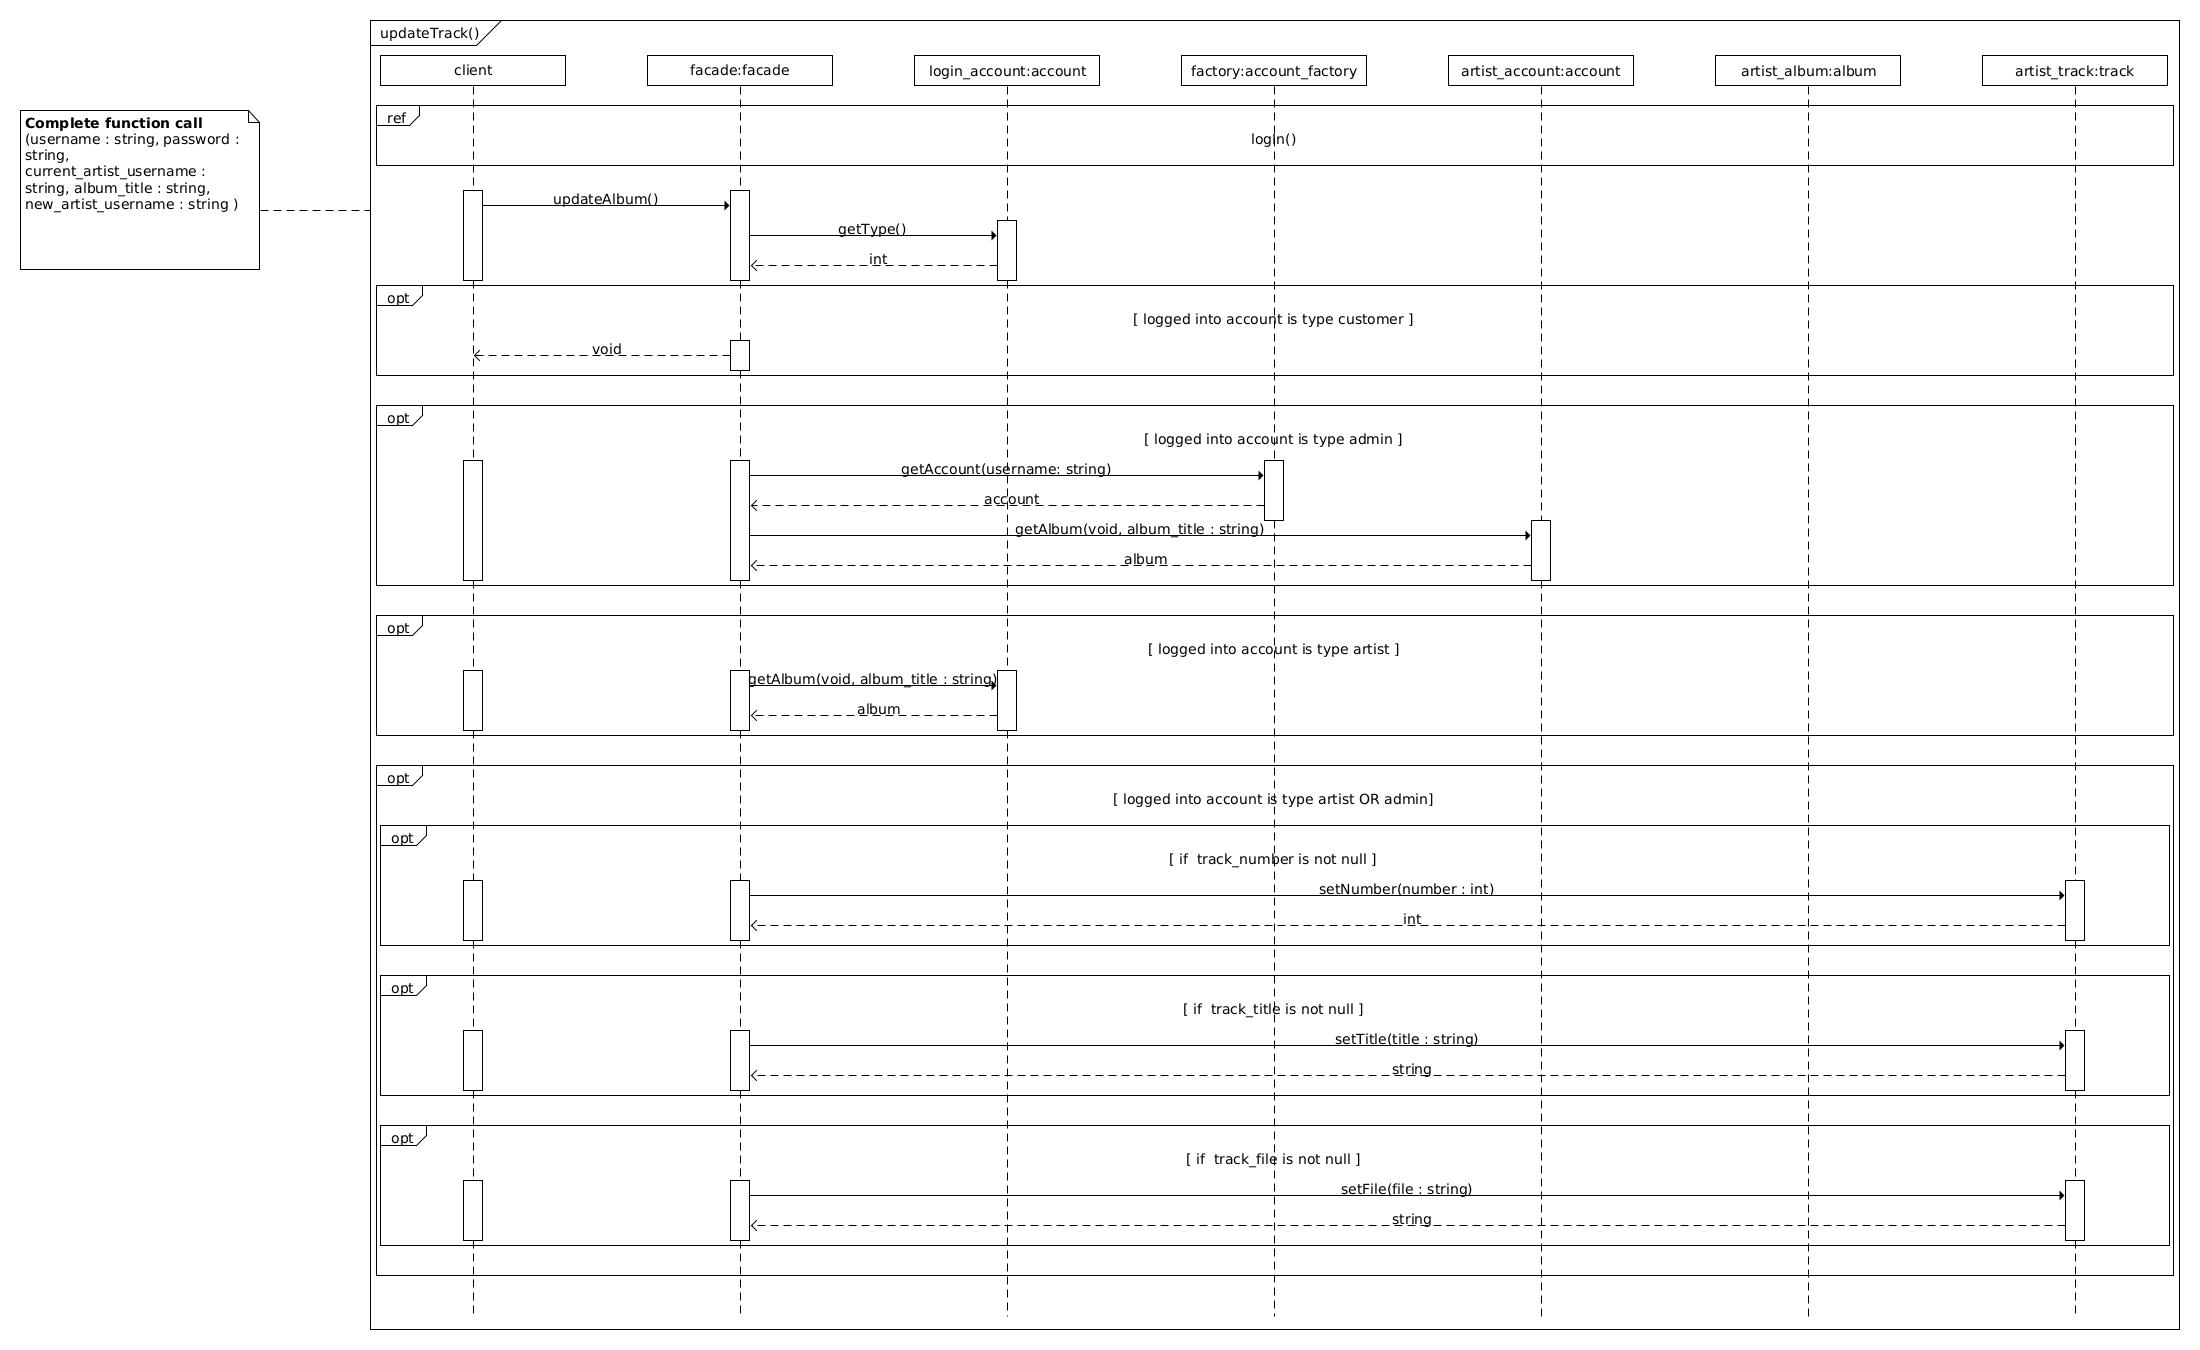 updateTrack()
client
facade:facade
login_account:account
factory:account_factory
artist_account:account
artist_album:album
artist_track:track
Complete function call
(username : string, password :
string,
current_artist_username :
string, album_title : string,
new_artist_username : string )
ref
login()
updateAlbum()
getType()
int
opt
[ logged into account is type customer ]
void
opt
[ logged into account is type admin ]
getAccount(username: string)
account
getAlbum(void, album_title : string)
album
opt
[ logged into account is type artist ]
getAlbum(void, album_title : string)
album
opt
[ logged into account is type artist OR admin]
opt
[ if  track_number is not null ]
setNumber(number : int)
int
opt
[ if  track_title is not null ]
setTitle(title : string)
string
opt
[ if  track_file is not null ]
setFile(file : string)
string